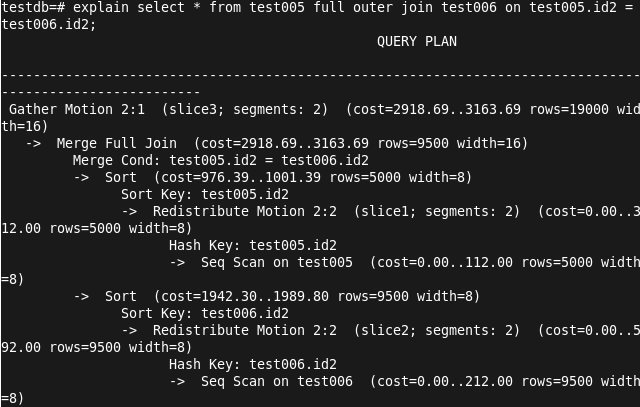 testdb=# explain select * from test005 full outer join test006 on test005.id2 =
test006.id2;
QUERY PLAN
--------------------------------------------------------------------------------
-------------------------
Gather Motion 2:1  (slice3; segments: 2)  (cost=2918.69..3163.69 rows=19000 wid
th=16)
->  Merge Full Join  (cost=2918.69..3163.69 rows=9500 width=16)
Merge Cond: test005.id2 = test006.id2
->  Sort  (cost=976.39..1001.39 rows=5000 width=8)
Sort Key: test005.id2
->  Redistribute Motion 2:2  (slice1; segments: 2)  (cost=0.00..3
12.00 rows=5000 width=8)
Hash Key: test005.id2
->  Seq Scan on test005  (cost=0.00..112.00 rows=5000 width
=8)
->  Sort  (cost=1942.30..1989.80 rows=9500 width=8)
Sort Key: test006.id2
->  Redistribute Motion 2:2  (slice2; segments: 2)  (cost=0.00..5
92.00 rows=9500 width=8)
Hash Key: test006.id2
->  Seq Scan on test006  (cost=0.00..212.00 rows=9500 width
=8)